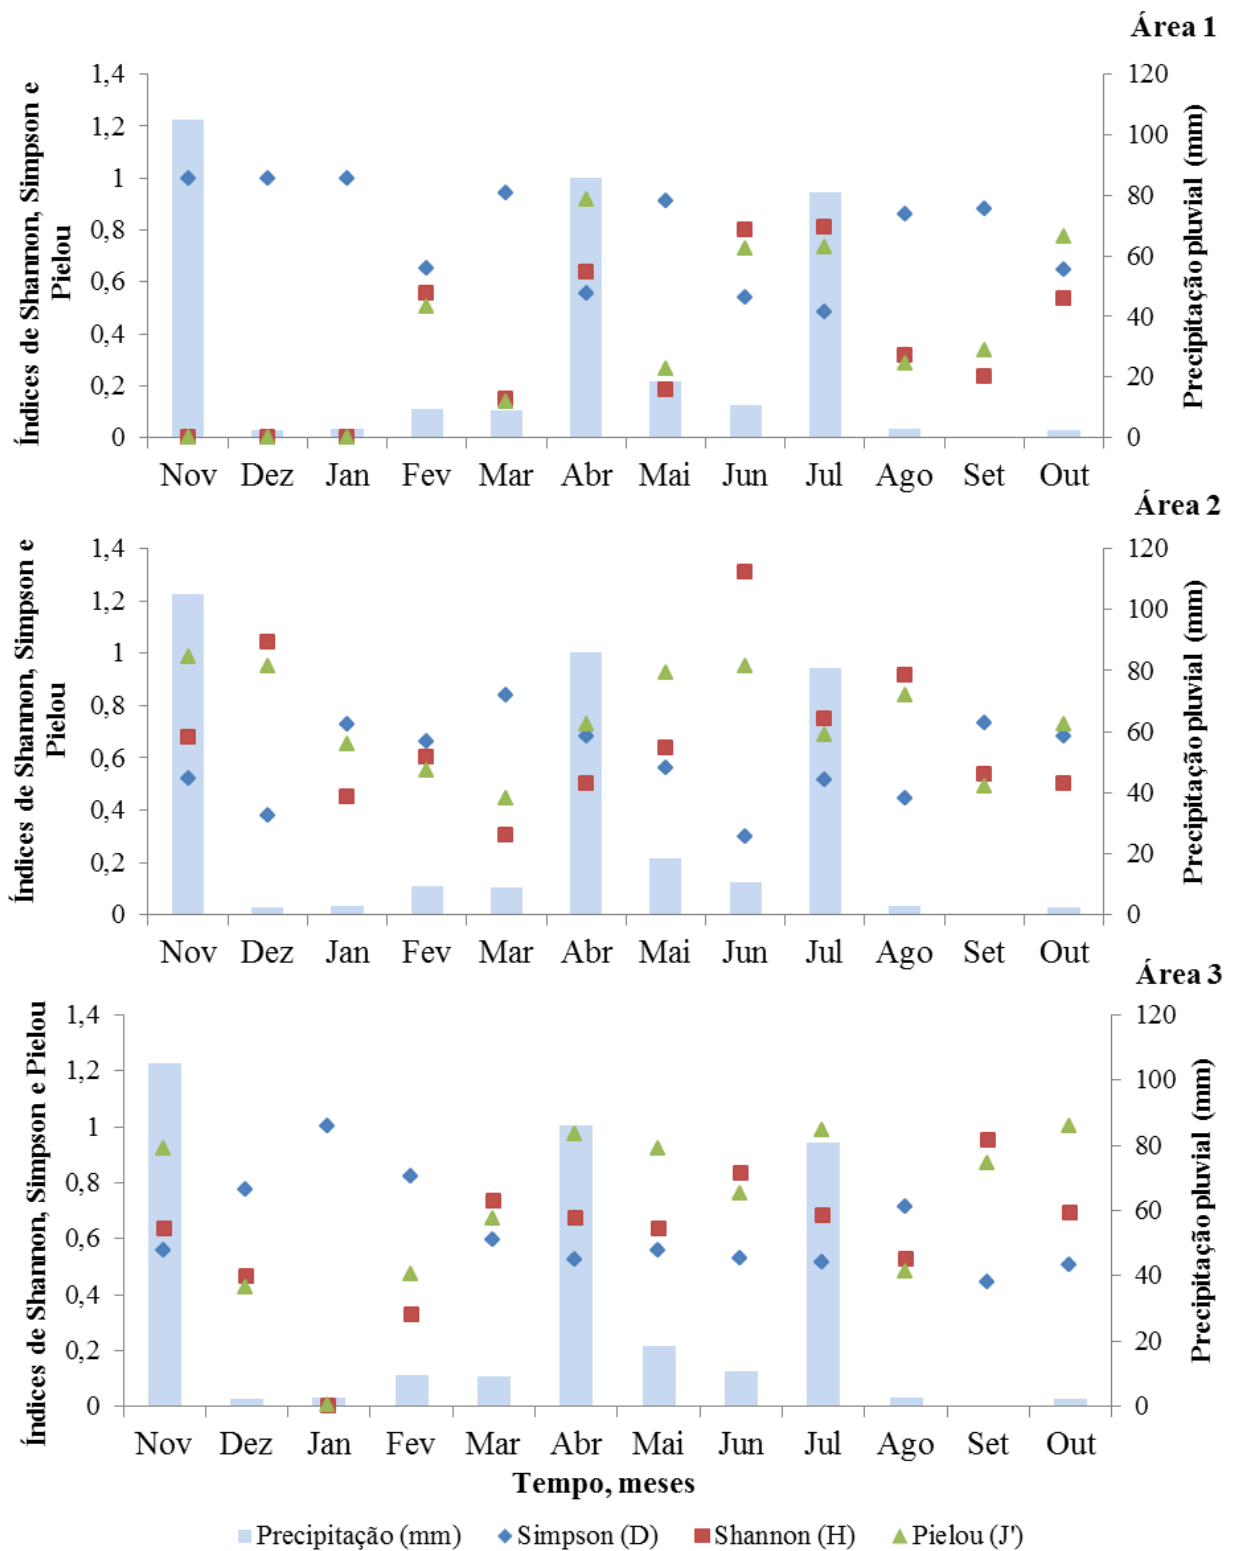 Área 1
Índices de Shannon, Simpson e
Pielou
1,4
1,2
1
0,8
0,6
0,4
0,2
0
120
100
80
60
40
20
0
Precipitação pluvial (mm)
Nov Dez Jan Fev Mar Abr Mai Jun Jul Ago Set Out
Área 2
Índices de Shannon, Simpson e
Pielou
1,4
1,2
1
0,8
0,6
0,4
0,2
0
120
100
80
60
40
20
0
Precipitação pluvial (mm)
Nov Dez Jan Fev Mar Abr Mai Jun Jul Ago Set Out
Área 3
Índices de Shannon, Simpson e Pielou
1,4
1,2
1
0,8
0,6
0,4
0,2
0
120
100
80
60
40
20
0
Precipitação pluvial (mm)
Nov Dez Jan Fev Mar Abr Mai Jun Jul Ago Set Out
Tempo, meses
Precipitação (mm) Simpson (D) Shannon (H) Pielou (J')